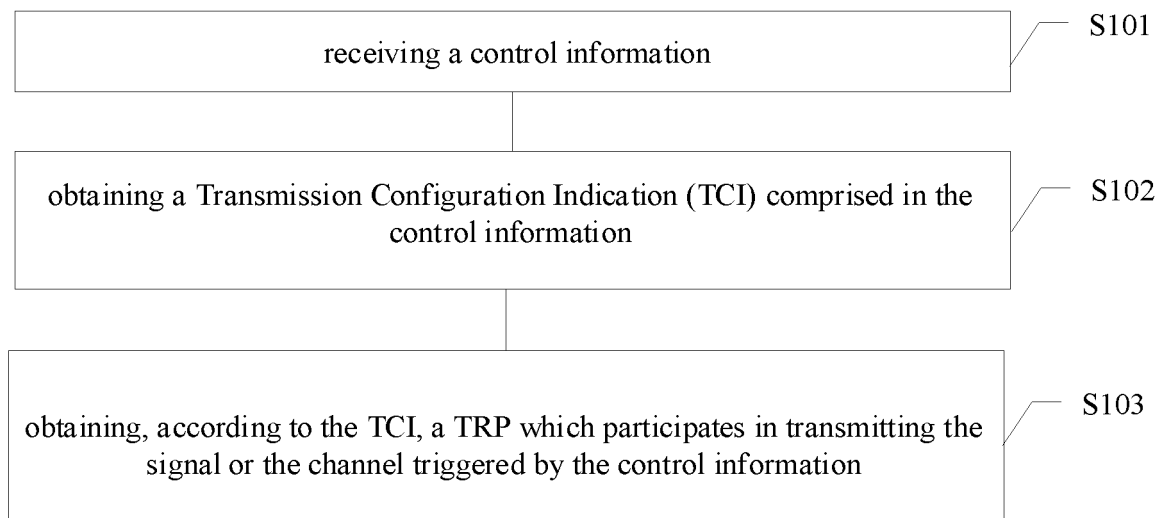 receiving a control information
S101
obtaining a Transmission Configuration Indication (TCI) comprised in the
control information
S102
obtaining, according to the TCI, a TRP which participates in transmitting the
signal or the channel triggered by the control information
S103